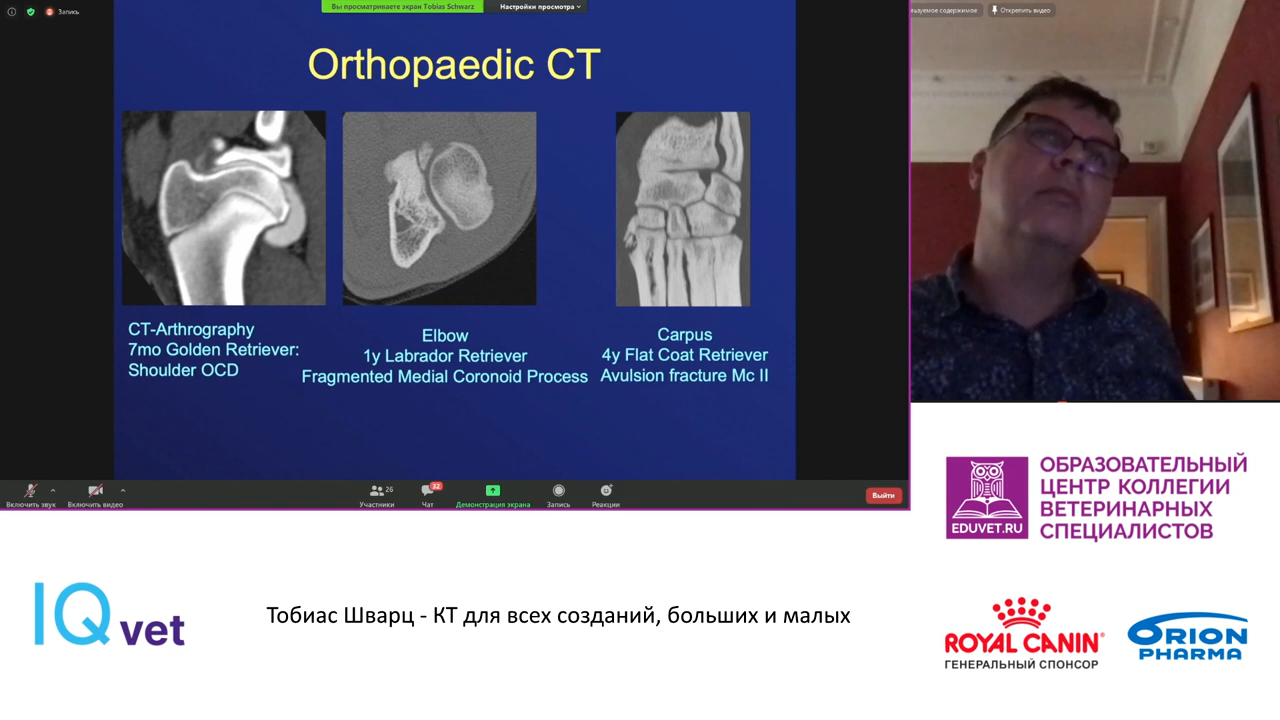 Запись
Вы просматриваете экран Tobias Schwarz
Настройки просмотра
Открепить видео
Orthopaedic CT
CT-Arthrography
7mo Golden Retriever:
Shoulder OCD
Elbow
1y Labrador Retriever
Fragmented Medial Coronoid Process
Carpus
4y Flat Coat Retriever
Avulsion fracture Mc II
Включить звук
Включить видео
26
Участники
32
Чат
Демонстрация экрана
Запись
Реакции
Выйти
EDUVET.RU
ОБРАЗОВАТЕЛЬНЫЙ
ЦЕНТР КОЛЛЕГИИ
ВЕТЕРИНАРНЫХ
СПЕЦИАЛИСТОВ
IQ vet
Тобиас Шварц - КТ для всех созданий, больших и малых
ROYAL CANIN
ГЕНЕРАЛЬНЫЙ СПОНСОР
ORION
PHARMA